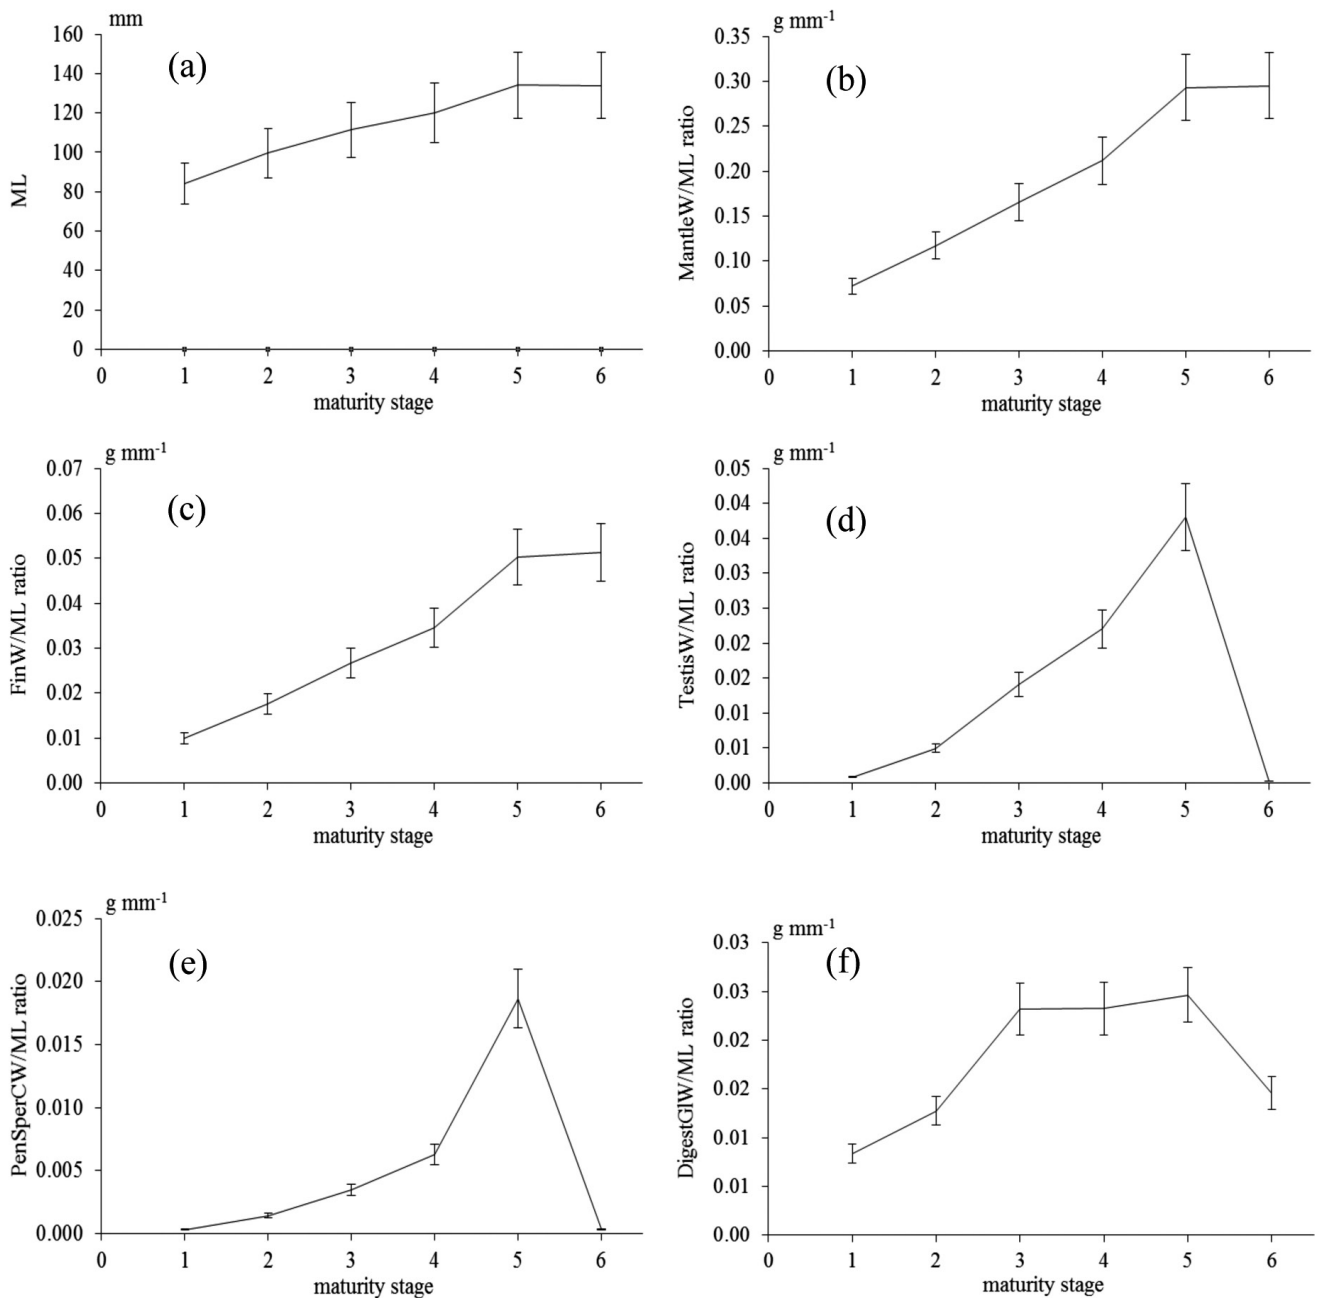 mm
160
140
120
100
80
60
40
20
0
ML
(a)
0 1 2 3 4 5 6
maturity stage
g mm-1
0.35
0.30
0.25
0.20
0.15
0.10
0.05
0.00
MantleW/ML ratio
(b)
0 1 2 3 4 5 6
maturity stage
g mm-1
0.07
0.06
0.05
0.04
0.03
0.02
0.01
0.00
FinW/ML ratio
(c)
0 1 2 3 4 5 6
maturity stage
g mm-1
0.05
0.04
0.04
0.03
0.03
0.02
0.02
0.01
0.01
0.00
TestisW/ML ratio
(d)
0 1 2 3 4 5 6
maturity stage
g mm-1
0.025
0.020
0.015
0.010
0.005
0.000
PenSperCW/ML ratio
(e)
0 1 2 3 4 5 6
maturity stage
g mm-1
0.03
0.03
0.02
0.02
0.01
0.01
0.00
DigestGlW/ML ratio
(f)
0 1 2 3 4 5 6
maturity stage